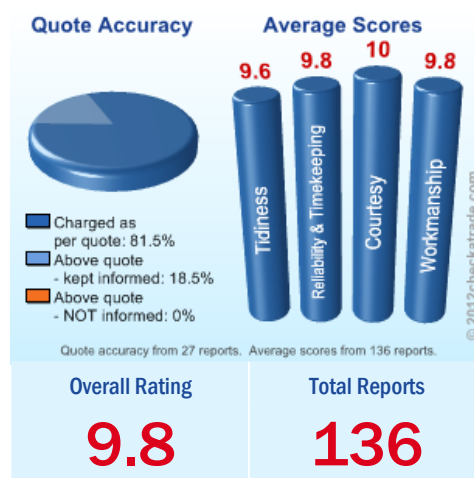 Quote Accuracy
Average Scores
9.6
9.8
10
9.8
Tidiness
Reliability & Timekeeping
Courtesy
Workmanship
Charged as
per quote: 81.5%
Above quote
- kept informed: 18.5%
Above quote
- NOT informed: 0%
© 2012checkatrade.com
Quote accuracy from 27 reports. Average scores from 136 reports.
Overall Rating
9.8
Total Reports
136